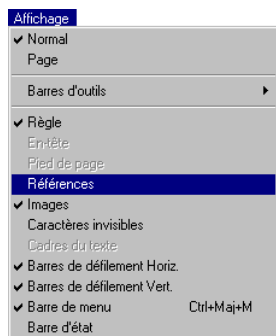 Affichage
Normal
Page
Barres d'outils
Règle
En-tête
Pied de page
Références
Images
Caractères invisibles
Cadres du texte
Barres de défilement Horiz.
Barres de défilement Vert.
Barre de menu Ctrl+Maj+M
Barre d'état